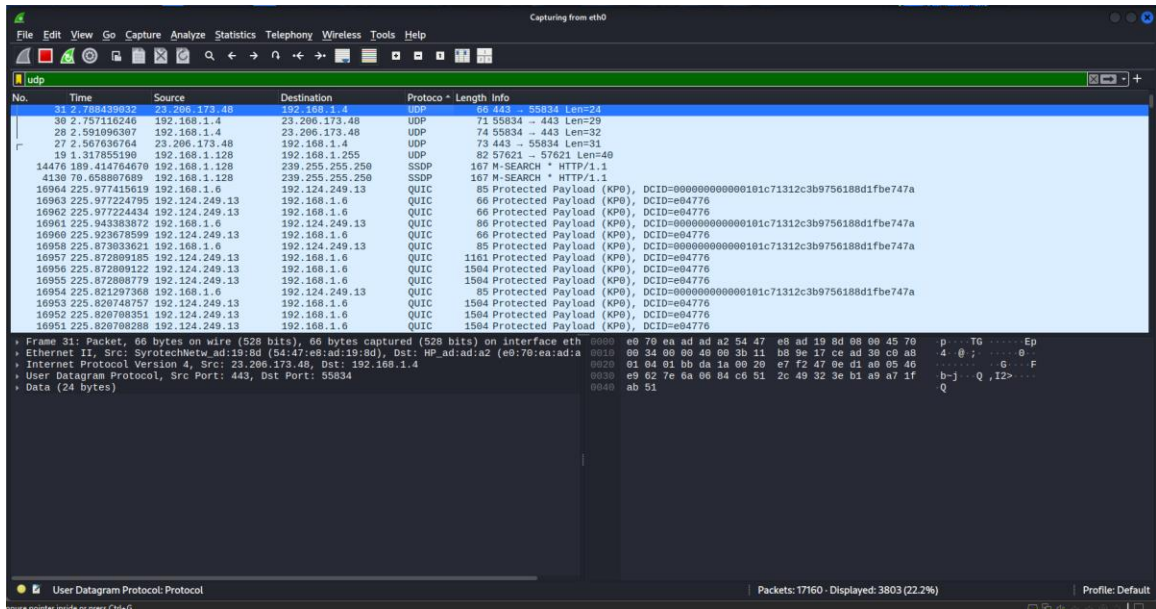 Capturing from eth0
File Edit View Go Capture Analyze Statistics Telephony Wireless Tools Help
udp
No. Time Source Destination Protoco Length Info
31 2.788439032 23.206.173.48 192.168.1.4 UDP 66 443 → 55834 Len=24
30 2.757116246 192.168.1.4 23.206.173.48 UDP 71 55834 → 443 Len=29
28 2.591096307 192.168.1.4 23.206.173.48 UDP 74 55834 → 443 Len=32
27 2.567636764 23.206.173.48 192.168.1.4 UDP 73 443 → 55834 Len=31
19 1.317855190 192.168.1.128 192.168.1.255 UDP 82 57621 → 57621 Len=40
14476 189.414764670 192.168.1.128 239.255.255.250 SSDP 167 M-SEARCH * HTTP/1.1
4130 70.658807689 192.168.1.128 239.255.255.250 SSDP 167 M-SEARCH * HTTP/1.1
16964 225.977415619 192.168.1.6 192.124.249.13 QUIC 85 Protected Payload (KP0), DCID=000000000000101c71312c3b9756188d1fbe747a
16963 225.977224795 192.124.249.13 192.168.1.6 QUIC 66 Protected Payload (KP0), DCID=e04776
16962 225.977224434 192.124.249.13 192.168.1.6 QUIC 66 Protected Payload (KP0), DCID=e04776
16961 225.943383872 192.168.1.6 192.124.249.13 QUIC 86 Protected Payload (KP0), DCID=000000000000101c71312c3b9756188d1fbe747a
16960 225.923678599 192.124.249.13 192.168.1.6 QUIC 66 Protected Payload (KP0), DCID=e04776
16958 225.873033621 192.168.1.6 192.124.249.13 QUIC 85 Protected Payload (KP0), DCID=000000000000101c71312c3b9756188d1fbe747a
16957 225.872809185 192.124.249.13 192.168.1.6 QUIC 1161 Protected Payload (KP0), DCID=e04776
16956 225.872809122 192.124.249.13 192.168.1.6 QUIC 1504 Protected Payload (KP0), DCID=e04776
16955 225.872808779 192.124.249.13 192.168.1.6 QUIC 1504 Protected Payload (KP0), DCID=e04776
16954 225.821297368 192.168.1.6 192.124.249.13 QUIC 85 Protected Payload (KP0), DCID=000000000000101c71312c3b9756188d1fbe747a
16953 225.820748757 192.124.249.13 192.168.1.6 QUIC 1504 Protected Payload (KP0), DCID=e04776
16952 225.820708351 192.124.249.13 192.168.1.6 QUIC 1504 Protected Payload (KP0), DCID=e04776
16951 225.820708288 192.124.249.13 192.168.1.6 QUIC 1504 Protected Payload (KP0), DCID=e04776
Frame 31: Packet, 66 bytes on wire (528 bits), 66 bytes captured (528 bits) on interface eth
Ethernet II, Src: SyrotechNetw_ad:19:8d (54:47:e8:ad:19:8d), Dst: HP_ad:ad:a2 (e0:70:ea:ad:a
Internet Protocol Version 4, Src: 23.206.173.48, Dst: 192.168.1.4
User Datagram Protocol, Src Port: 443, Dst Port: 55834
Data (24 bytes)
0000 e0 70 ea ad ad a2 54 47 e8 ad 19 8d 08 00 45 70 ·p····TG ······Ep
0010 00 34 00 00 40 00 3b 11 b8 9e 17 ce ad 30 c0 a8 ·4··@·;· ·····0··
0020 01 04 01 bb da 1a 00 20 e7 f2 47 0e d1 a0 05 46 ······· ··G····F
0030 e9 62 7e 6a 06 84 c6 51 2c 49 32 3e b1 a9 a7 1f ·b~j···Q ,I2>····
0040 ab 51 ·Q
User Datagram Protocol: Protocol
Packets: 17160 · Displayed: 3803 (22.2%)
Profile: Default
pointer inside or press Ctrl+G